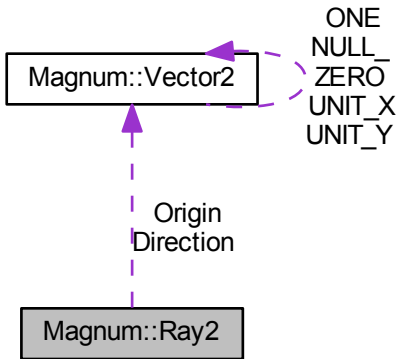 ONE
NULL_
ZERO
UNIT_X
UNIT_Y
Magnum::Vector2
Origin
Direction
Magnum::Ray2